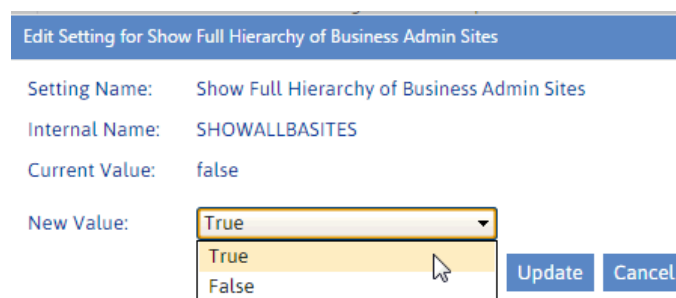 Edit Setting for Show Full Hierarchy of Business Admin Sites
Setting Name: Show Full Hierarchy of Business Admin Sites
Internal Name: SHOWALLBASITES
Current Value: false
New Value: True
True
False
Update Cancel